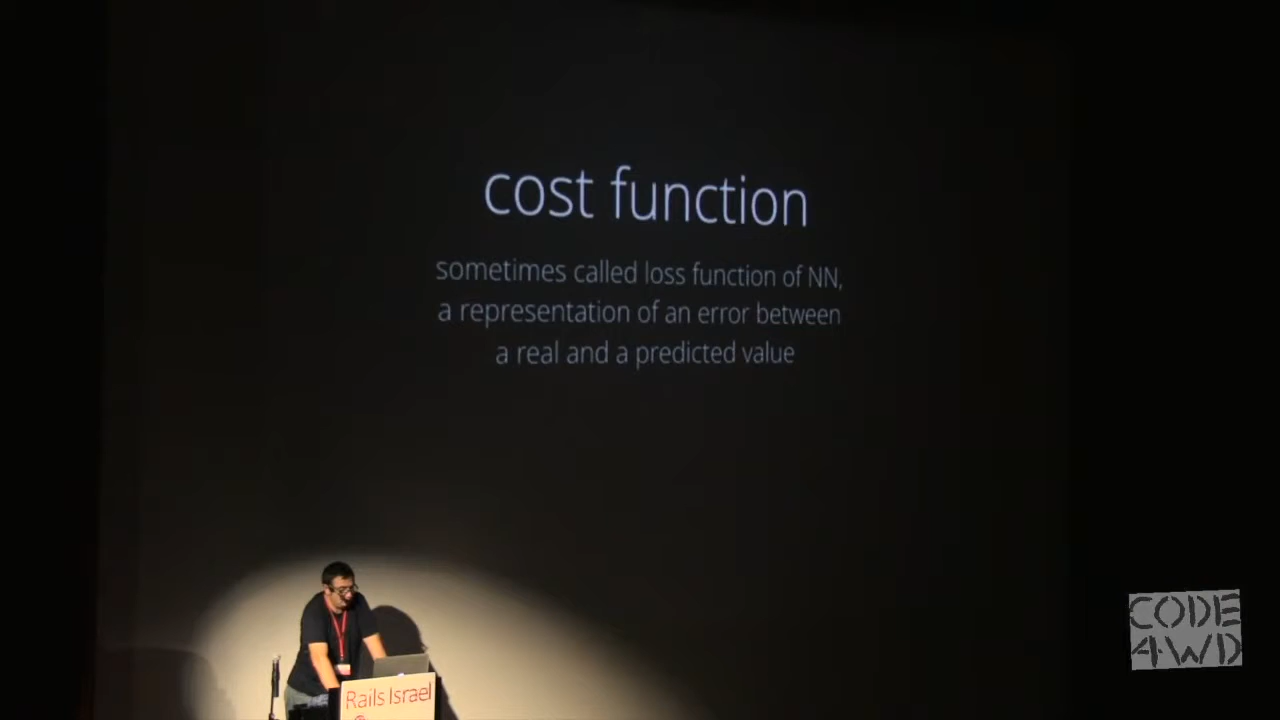 cost function
sometimes called loss function of NN,
a representation of an error between
a real and a predicted value
Rails Israel
CODE
4WD